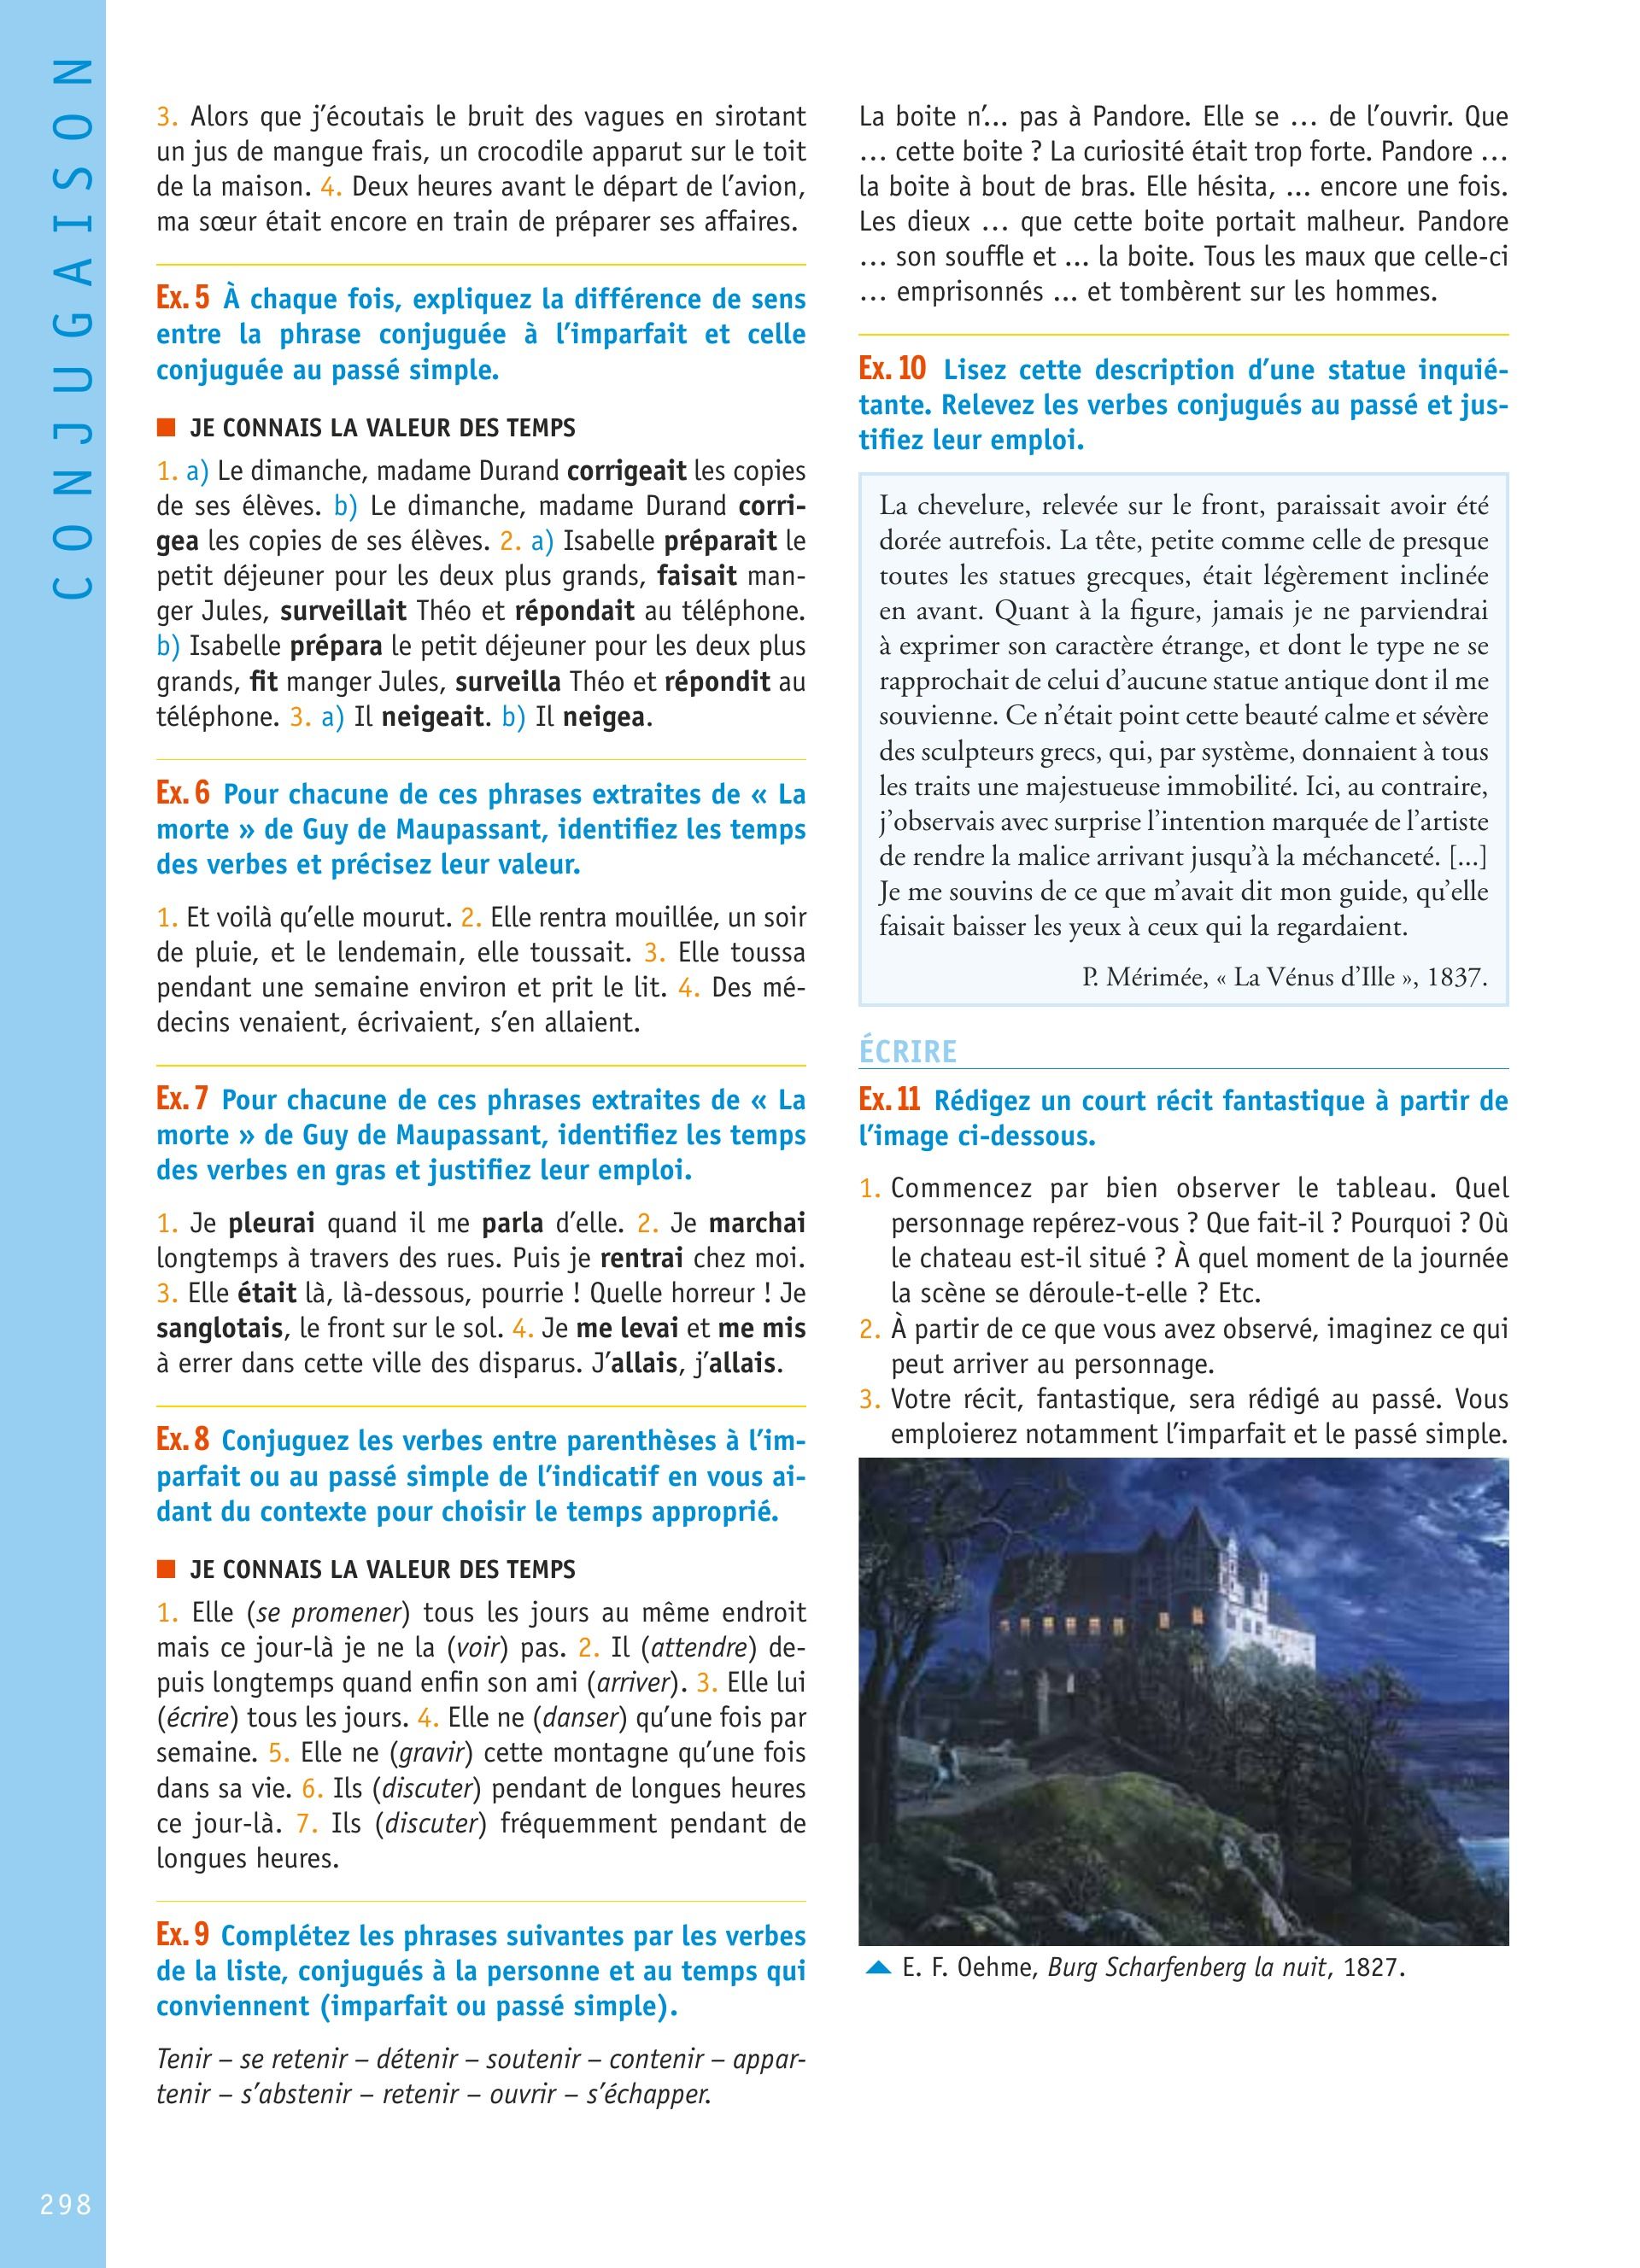 CONJUGAISON
3. Alors que j'écoutais le bruit des vagues en sirotant
un jus de mangue frais, un crocodile apparut sur le toit
de la maison. 4. Deux heures avant le départ de l'avion,
ma sœur était encore en train de préparer ses affaires.
Ex. 5 À chaque fois, expliquez la différence de sens
entre la phrase conjuguée à l'imparfait et celle
conjuguée au passé simple.
■ JE CONNAIS LA VALEUR DES TEMPS
1. a) Le dimanche, madame Durand corrigeait les copies
de ses élèves. b) Le dimanche, madame Durand corri-
gea les copies de ses élèves. 2. a) Isabelle préparait le
petit déjeuner pour les deux plus grands, faisait man-
ger Jules, surveillait Théo et répondait au téléphone.
b) Isabelle prépara le petit déjeuner pour les deux plus
grands, fit manger Jules, surveilla Théo et répondit au
téléphone. 3. a) Il neigeait. b) Il neigea.
Ex. 6 Pour chacune de ces phrases extraites de « La
morte » de Guy de Maupassant, identifiez les temps
des verbes et précisez leur valeur.
1. Et voilà qu'elle mourut. 2. Elle rentra mouillée, un soir
de pluie, et le lendemain, elle toussait. 3. Elle toussa
pendant une semaine environ et prit le lit. 4. Des mé-
decins venaient, écrivaient, s'en allaient.
Ex. 7 Pour chacune de ces phrases extraites de « La
morte » de Guy de Maupassant, identifiez les temps
des verbes en gras et justifiez leur emploi.
1. Je pleurai quand il me parla d'elle. 2. Je marchai
longtemps à travers des rues. Puis je rentrai chez moi.
3. Elle était là, là-dessous, pourrie ! Quelle horreur ! Je
sanglotais, le front sur le sol. 4. Je me levai et me mis
à errer dans cette ville des disparus. J'allais, j'allais.
Ex. 8 Conjuguez les verbes entre parenthèses à l'im-
parfait ou au passé simple de l'indicatif en vous ai-
dant du contexte pour choisir le temps approprié.
■ JE CONNAIS LA VALEUR DES TEMPS
1. Elle (se promener) tous les jours au même endroit
mais ce jour-là je ne la (voir) pas. 2. Il (attendre) de-
puis longtemps quand enfin son ami (arriver). 3. Elle lui
(écrire) tous les jours. 4. Elle ne (danser) qu'une fois par
semaine. 5. Elle ne (gravir) cette montagne qu'une fois
dans sa vie. 6. Ils (discuter) pendant de longues heures
ce jour-là. 7. Ils (discuter) fréquemment pendant de
longues heures.
Ex. 9 Complétez les phrases suivantes par les verbes
de la liste, conjugués à la personne et au temps qui
conviennent (imparfait ou passé simple).
Tenir – se retenir – détenir – soutenir – contenir – appar-
tenir – s'abstenir – retenir – ouvrir – s'échapper.
La boite n'... pas à Pandore. Elle se ... de l'ouvrir. Que
... cette boite ? La curiosité était trop forte. Pandore ...
la boite à bout de bras. Elle hésita, ... encore une fois.
Les dieux ... que cette boite portait malheur. Pandore
... son souffle et ... la boite. Tous les maux que celle-ci
... emprisonnés ... et tombèrent sur les hommes.
Ex. 10 Lisez cette description d'une statue inquié-
tante. Relevez les verbes conjugués au passé et jus-
tifiez leur emploi.
La chevelure, relevée sur le front, paraissait avoir été
dorée autrefois. La tête, petite comme celle de presque
toutes les statues grecques, était légèrement inclinée
en avant. Quant à la figure, jamais je ne parviendrai
à exprimer son caractère étrange, et dont le type ne se
rapprochait de celui d'aucune statue antique dont il me
souvienne. Ce n'était point cette beauté calme et sévère
des sculpteurs grecs, qui, par système, donnaient à tous
les traits une majestueuse immobilité. Ici, au contraire,
j'observais avec surprise l'intention marquée de l'artiste
de rendre la malice arrivant jusqu'à la méchanceté. [...]
Je me souvins de ce que m'avait dit mon guide, qu'elle
faisait baisser les yeux à ceux qui la regardaient.
P. Mérimée, « La Vénus d'Ille », 1837.
ÉCRIRE
Ex. 11 Rédigez un court récit fantastique à partir de
l'image ci-dessous.
1. Commencez par bien observer le tableau. Quel
personnage repérez-vous ? Que fait-il ? Pourquoi ? Où
le chateau est-il situé ? À quel moment de la journée
la scène se déroule-t-elle ? Etc.
2. À partir de ce que vous avez observé, imaginez ce qui
peut arriver au personnage.
3. Votre récit, fantastique, sera rédigé au passé. Vous
emploierez notamment l'imparfait et le passé simple.
E. F. Oehme, Burg Scharfenberg la nuit, 1827.
298